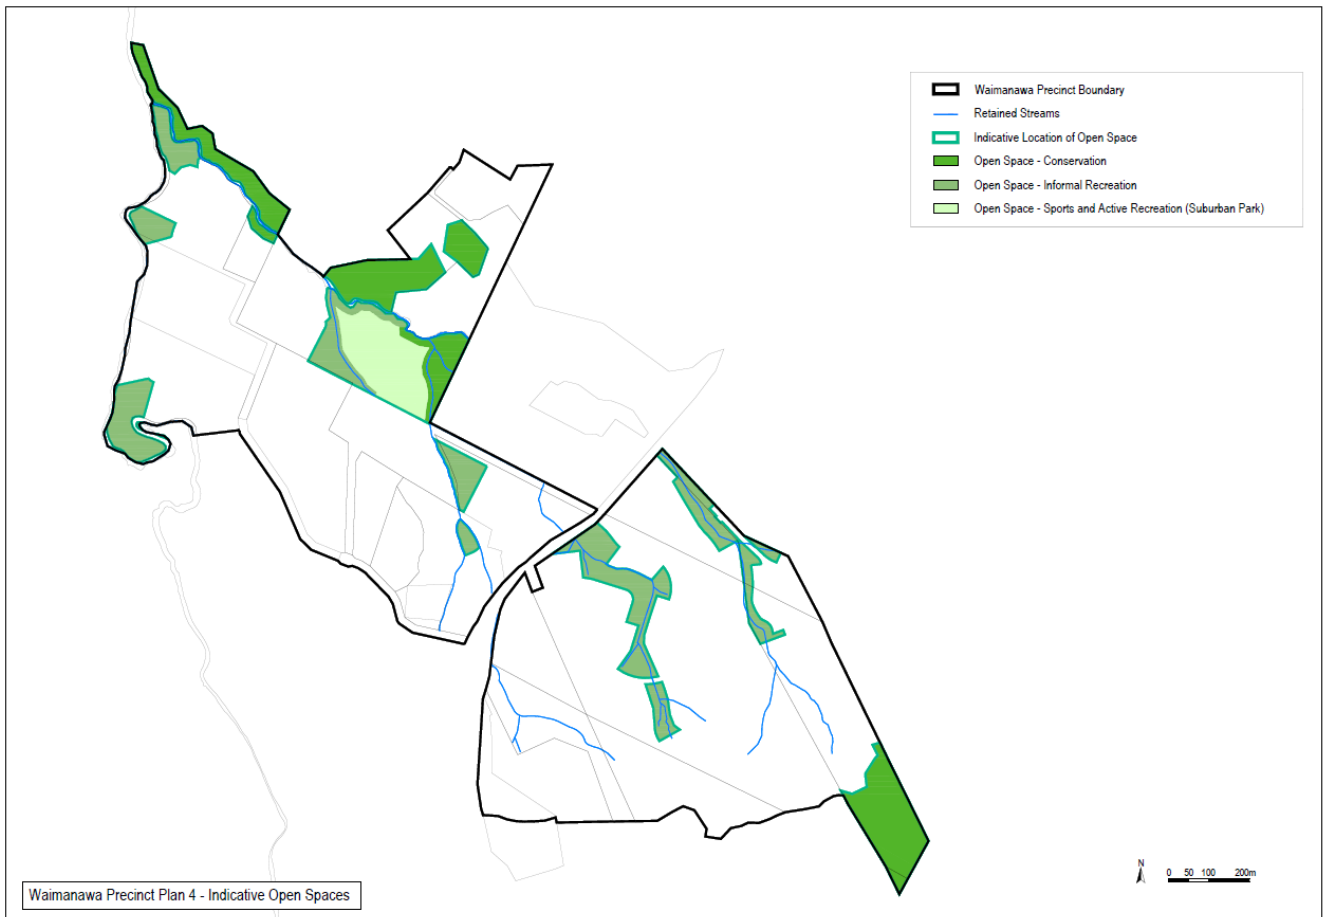 Waimanawa Precinct Boundary
Retained Streams
Indicative Location of Open Space
Open Space - Conservation
Open Space - Informal Recreation
Open Space - Sports and Active Recreation (Suburban Park)
N
0 50 100 200m
Waimanawa Precinct Plan 4 - Indicative Open Spaces